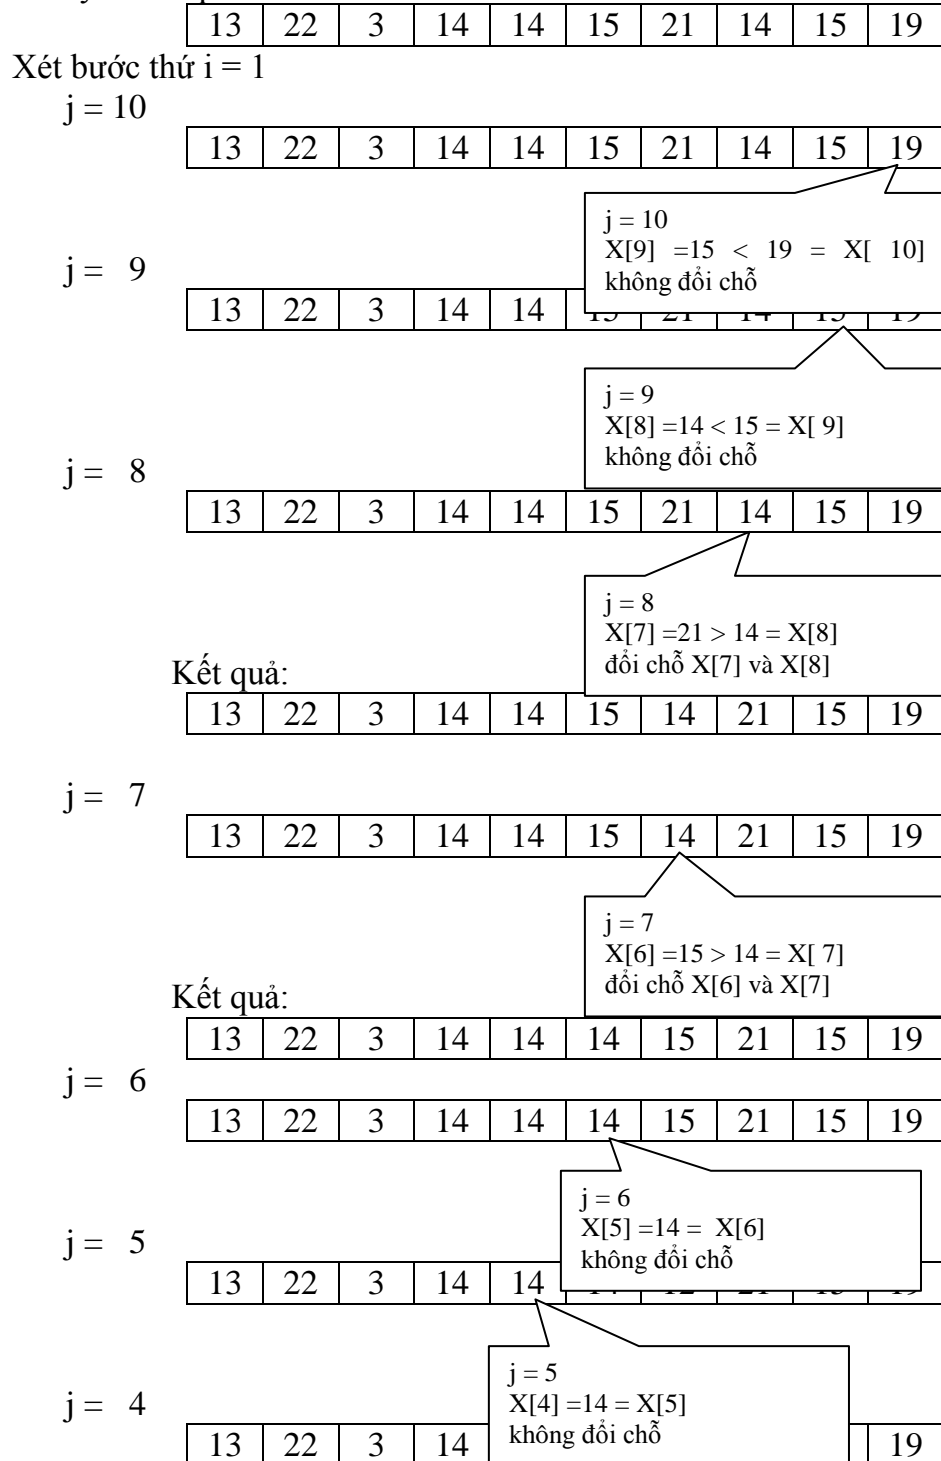 13 22 3 14 14 15 21 14 15 19
Xét bước thứ i = 1
j = 10
13 22 3 14 14 15 21 14 15 19
j = 10
X[9] =15 < 19 = X[ 10]
không đổi chỗ
j = 9
13 22 3 14 14 15 21 14 15 19
j = 9
X[8] =14 < 15 = X[ 9]
không đổi chỗ
j = 8
13 22 3 14 14 15 21 14 15 19
j = 8
X[7] =21 > 14 = X[8]
đổi chỗ X[7] và X[8]
Kết quả:
13 22 3 14 14 15 14 21 15 19
j = 7
13 22 3 14 14 15 14 21 15 19
j = 7
X[6] =15 > 14 = X[ 7]
đổi chỗ X[6] và X[7]
Kết quả:
13 22 3 14 14 14 15 21 15 19
j = 6
13 22 3 14 14 14 15 21 15 19
j = 6
X[5] =14 = X[6]
không đổi chỗ
j = 5
13 22 3 14 14
j = 5
X[4] =14 = X[5]
không đổi chỗ
j = 4
13 22 3 14 19